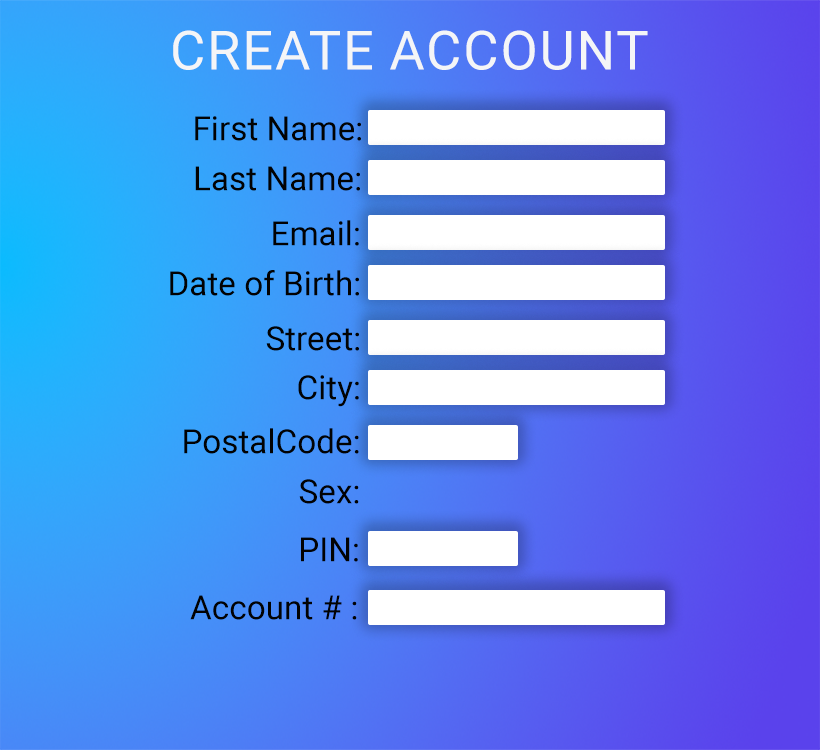 CREATE ACCOUNT
First Name:
Last Name:
Email:
Date of Birth:
Street:
City:
PostalCode:
Sex:
PIN:
Account # :